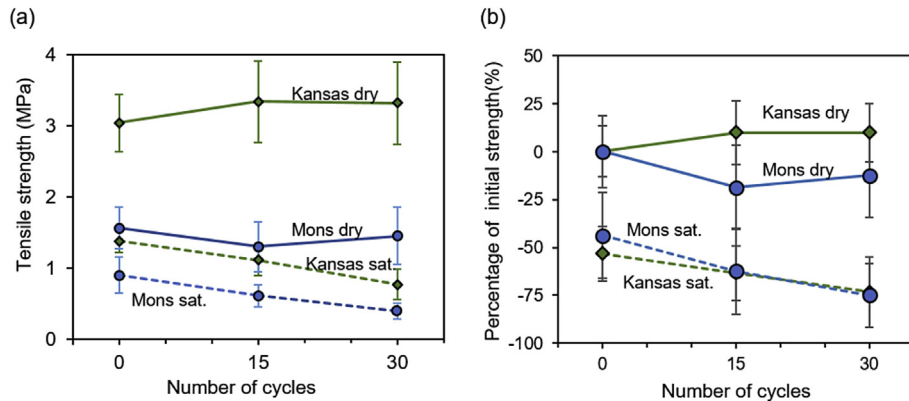 (a)
Tensile strength (MPa)
4
3
2
1
0
Kansas dry
Mons dry
Kansas sat.
Mons sat.
0
15
30
Number of cycles
(b)
Percentage of initial strength(%)
50
25
0
-25
-50
-75
-100
Kansas dry
Mons dry
Mons sat.
Kansas sat.
0
15
30
Number of cycles